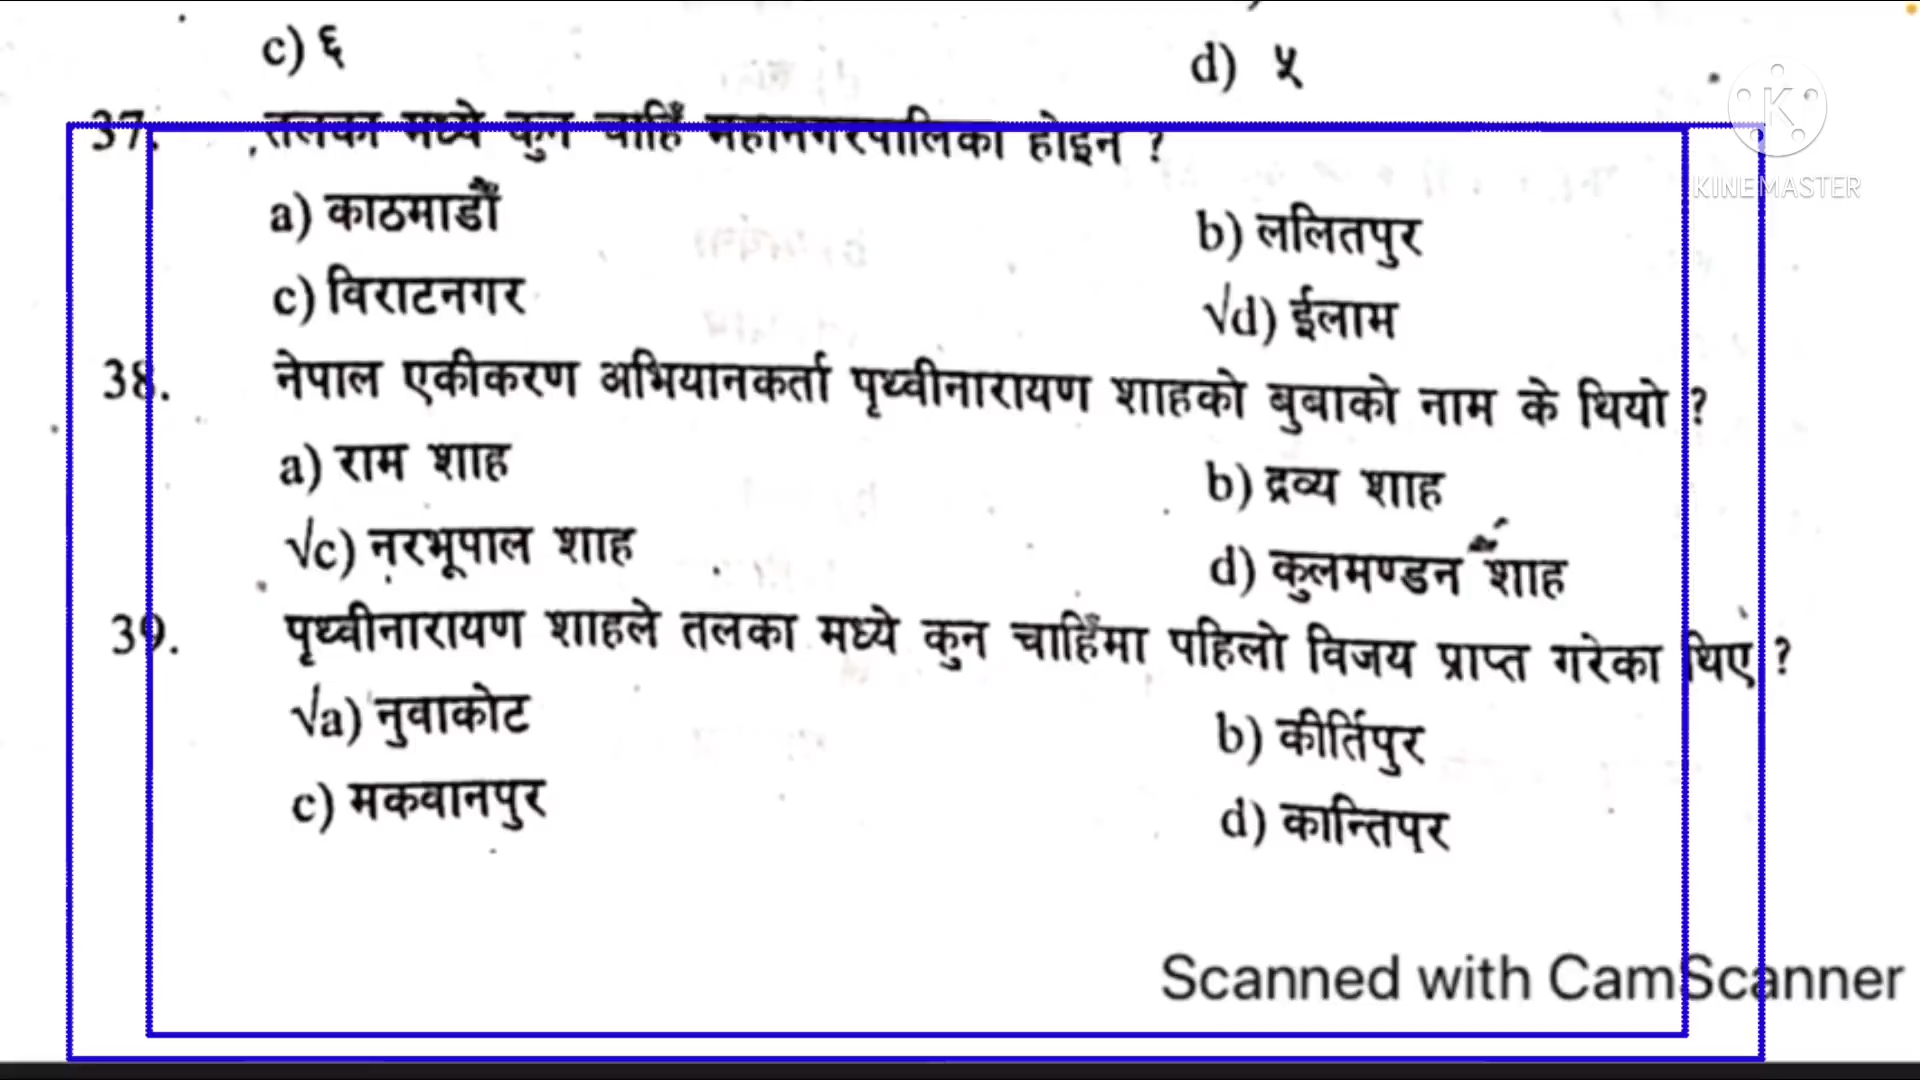 c) ६
d) ५
37. तलका मध्ये कुन चाहिँ महानगरपालिका होइन ?
a) काठमाडौँ
b) ललितपुर
c) विराटनगर
√d) ईलाम
38. नेपाल एकीकरण अभियानकर्ता पृथ्वीनारायण शाहको बुबाको नाम के थियो ?
a) राम शाह
b) द्रव्य शाह
√c) नरभूपाल शाह
d) कुलमण्डन शाह
39. पृथ्वीनारायण शाहले तलका मध्ये कुन चाहिँमा पहिलो विजय प्राप्त गरेका थिए ?
√a) नुवाकोट
b) कीर्तिपुर
c) मकवानपुर
d) कान्तिपर
Scanned with CamScanner
K
KINEMASTER